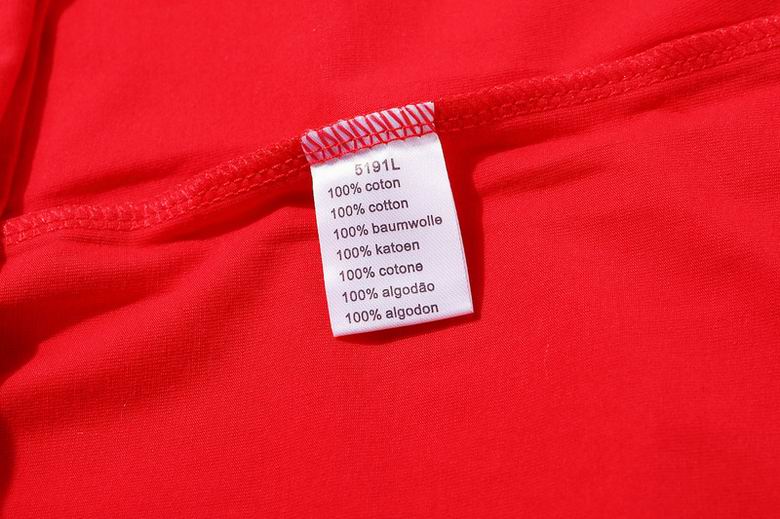 5191L
100% coton
100% cotton
100% baumwolle
100% katoen
100% cotone
100% algodão
100% algodon